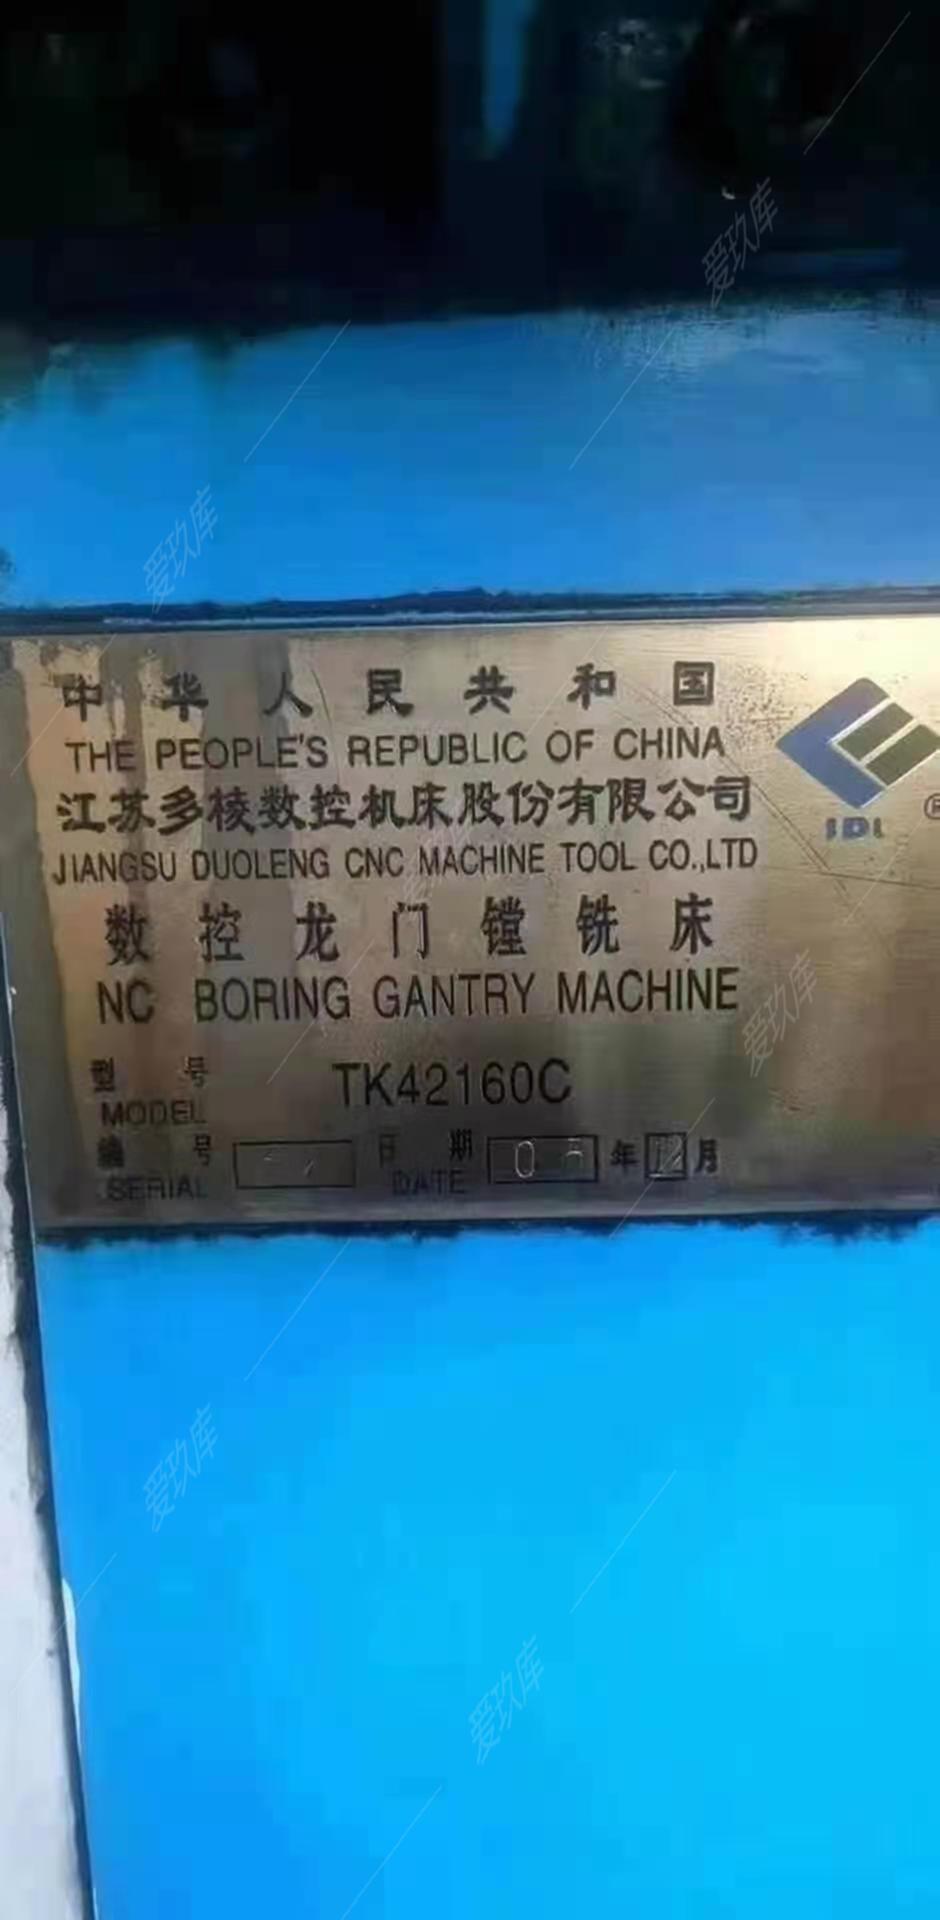 中华人民共和国
THE PEOPLE'S REPUBLIC OF CHINA
江苏多棱数控机床股份有限公司
JIANGSU DUOLENG CNC MACHINE TOOL CO.,LTD
JDL
®
数控龙门镗铣床
NC BORING GANTRY MACHINE
型号 TK42160C
MODEL
编号 日期 年 月
SERIAL DATE
爱玖库
爱玖库
爱玖库
爱玖库
爱玖库